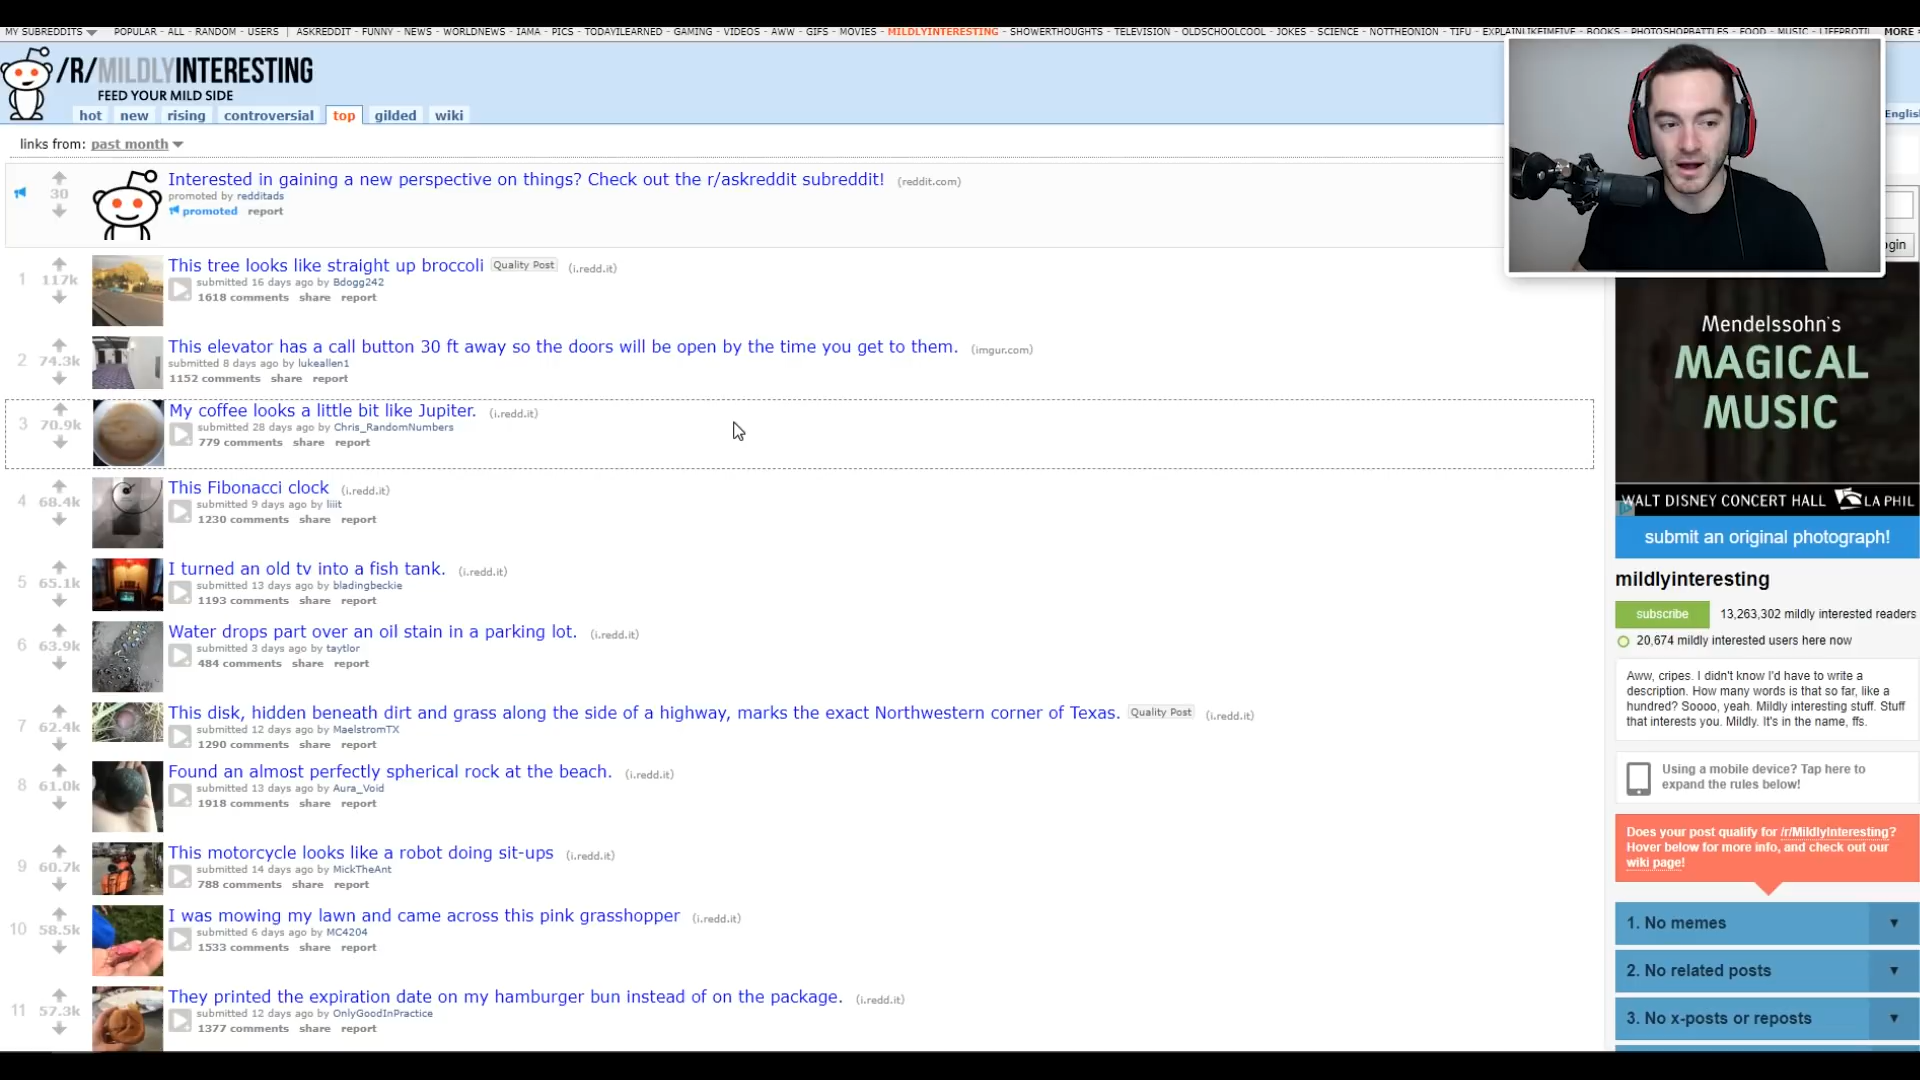 MY SUBREDDITS POPULAR - ALL - RANDOM - USERS | ASKREDDIT - FUNNY - NEWS - WORLDNEWS - IAMA - PICS - TODAYILEARNED - GAMING - VIDEOS - AWW - GIFS - MOVIES - MILDLYINTERESTING - SHOWERTHOUGHTS - TELEVISION - OLDSCHOOLCOOL - JOKES - SCIENCE - NOTTHEONION - TIFU - EXPLAINLIKEIMFIVE - BOOKS - PHOTOSHOPBATTLES - FOOD - MUSIC - LIFEPROTI MORE
/R/MILDLYINTERESTING
FEED YOUR MILD SIDE
hot new rising controversial top gilded wiki
English
links from: past month
30
Interested in gaining a new perspective on things? Check out the r/askreddit subreddit! (reddit.com)
promoted by redditads
promoted report
1 117k
This tree looks like straight up broccoli Quality Post (i.redd.it)
submitted 16 days ago by Bdogg242
1618 comments share report
2 74.3k
This elevator has a call button 30 ft away so the doors will be open by the time you get to them. (imgur.com)
submitted 8 days ago by lukeallen1
1152 comments share report
3 70.9k
My coffee looks a little bit like Jupiter. (i.redd.it)
submitted 28 days ago by Chris_RandomNumbers
779 comments share report
4 68.4k
This Fibonacci clock (i.redd.it)
submitted 9 days ago by liiit
1230 comments share report
5 65.1k
I turned an old tv into a fish tank. (i.redd.it)
submitted 13 days ago by bladingbeckie
1193 comments share report
6 63.9k
Water drops part over an oil stain in a parking lot. (i.redd.it)
submitted 3 days ago by taytlor
484 comments share report
7 62.4k
This disk, hidden beneath dirt and grass along the side of a highway, marks the exact Northwestern corner of Texas. Quality Post (i.redd.it)
submitted 12 days ago by MaelstromTX
1290 comments share report
8 61.0k
Found an almost perfectly spherical rock at the beach. (i.redd.it)
submitted 13 days ago by Aura_Void
1918 comments share report
9 60.7k
This motorcycle looks like a robot doing sit-ups (i.redd.it)
submitted 14 days ago by MickTheAnt
788 comments share report
10 58.5k
I was mowing my lawn and came across this pink grasshopper (i.redd.it)
submitted 6 days ago by MC4204
1533 comments share report
11 57.3k
They printed the expiration date on my hamburger bun instead of on the package. (i.redd.it)
submitted 12 days ago by OnlyGoodInPractice
1377 comments share report
ogin
Mendelssohn's
MAGICAL
MUSIC
WALT DISNEY CONCERT HALL LA PHIL
submit an original photograph!
mildlyinteresting
subscribe 13,263,302 mildly interested readers
20,674 mildly interested users here now
Aww, cripes. I didn't know I'd have to write a
description. How many words is that so far, like a
hundred? Soooo, yeah. Mildly interesting stuff. Stuff
that interests you. Mildly. It's in the name, ffs.
Using a mobile device? Tap here to
expand the rules below!
Does your post qualify for /r/MildlyInteresting?
Hover below for more info, and check out our
wiki page!
1. No memes
2. No related posts
3. No x-posts or reposts